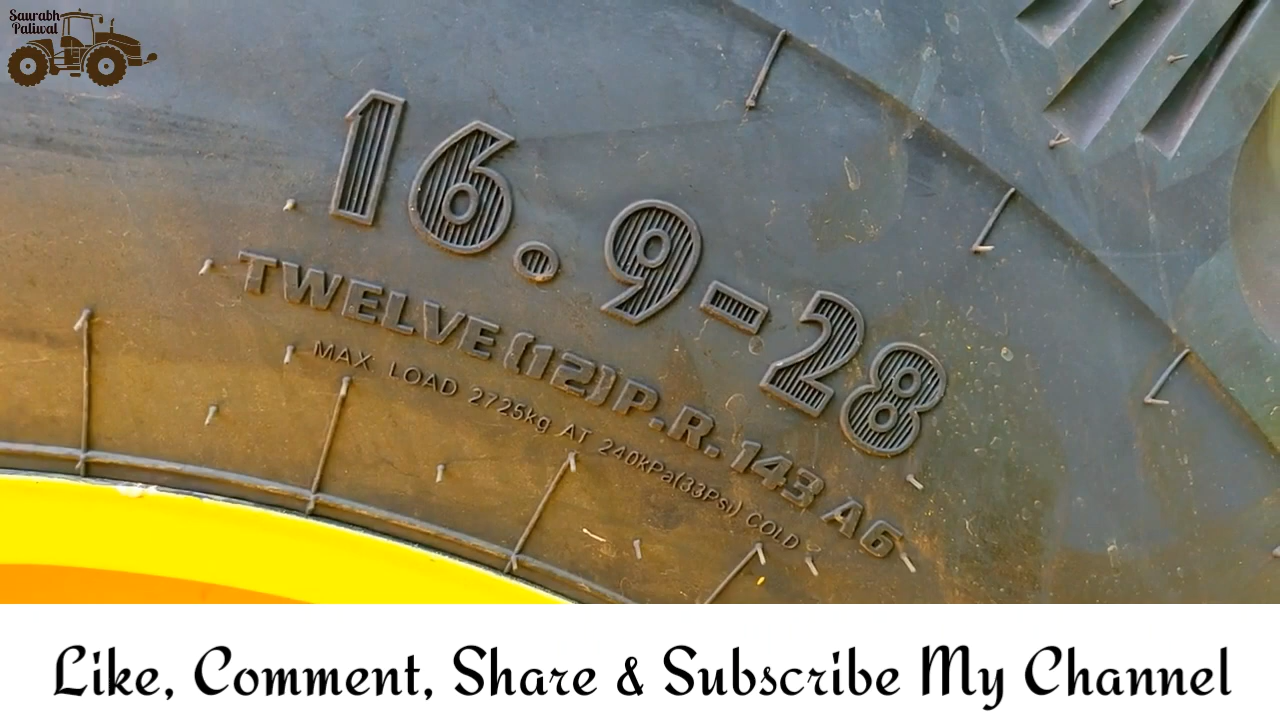 Saurabh
Paliwal
16.9-28
TWELVE (12) P.R. 143 A6
MAX. LOAD 2725kg AT 240kPa(33Psi) COLD
Like, Comment, Share & Subscribe My Channel